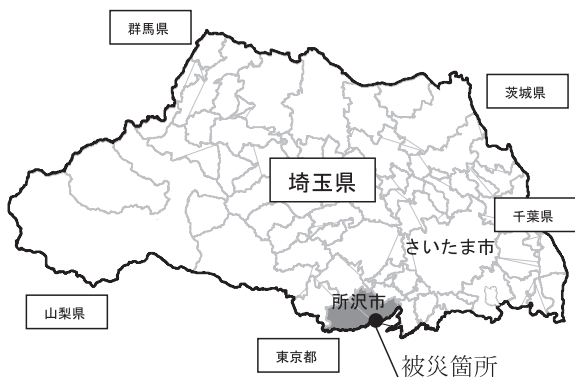 群馬県
茨城県
埼玉県
千葉県
さいたま市
所沢市
山梨県
東京都
被災箇所